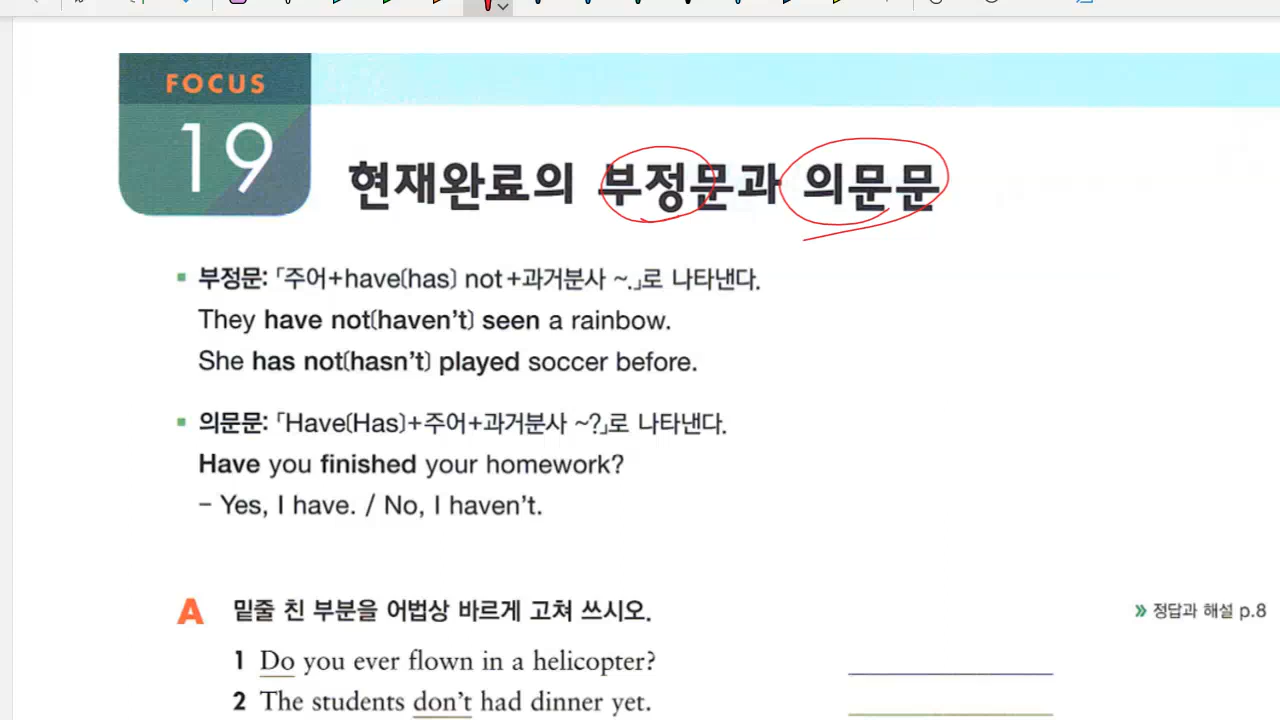 FOCUS
19
현재완료의 부정문과 의문문
▪ 부정문: 「주어+have(has) not+과거분사 ~.」로 나타낸다.
They have not(haven't) seen a rainbow.
She has not(hasn't) played soccer before.
▪ 의문문: 「Have(Has)+주어+과거분사 ~?」로 나타낸다.
Have you finished your homework?
– Yes, I have. / No, I haven't.
A 밑줄 친 부분을 어법상 바르게 고쳐 쓰시오.
» 정답과 해설 p.8
1 Do you ever flown in a helicopter?
2 The students don't had dinner yet.